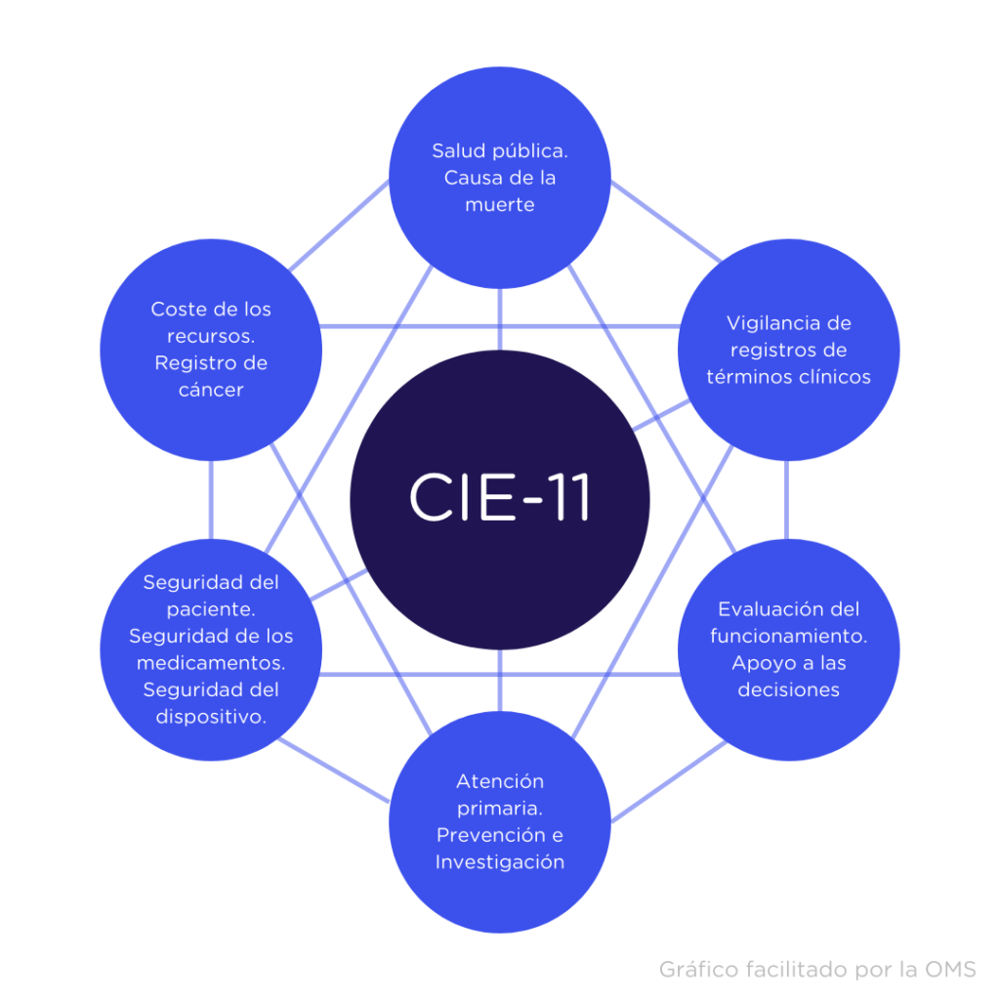 Salud pública.
Causa de la
muerte
Coste de los
recursos.
Registro de
cáncer
Vigilancia de
registros de
términos clínicos
CIE-11
Seguridad del
paciente.
Seguridad de los
medicamentos.
Seguridad del
dispositivo.
Evaluación del
funcionamiento.
Apoyo a las
decisiones
Atención
primaria.
Prevención e
Investigación
Gráfico facilitado por la OMS